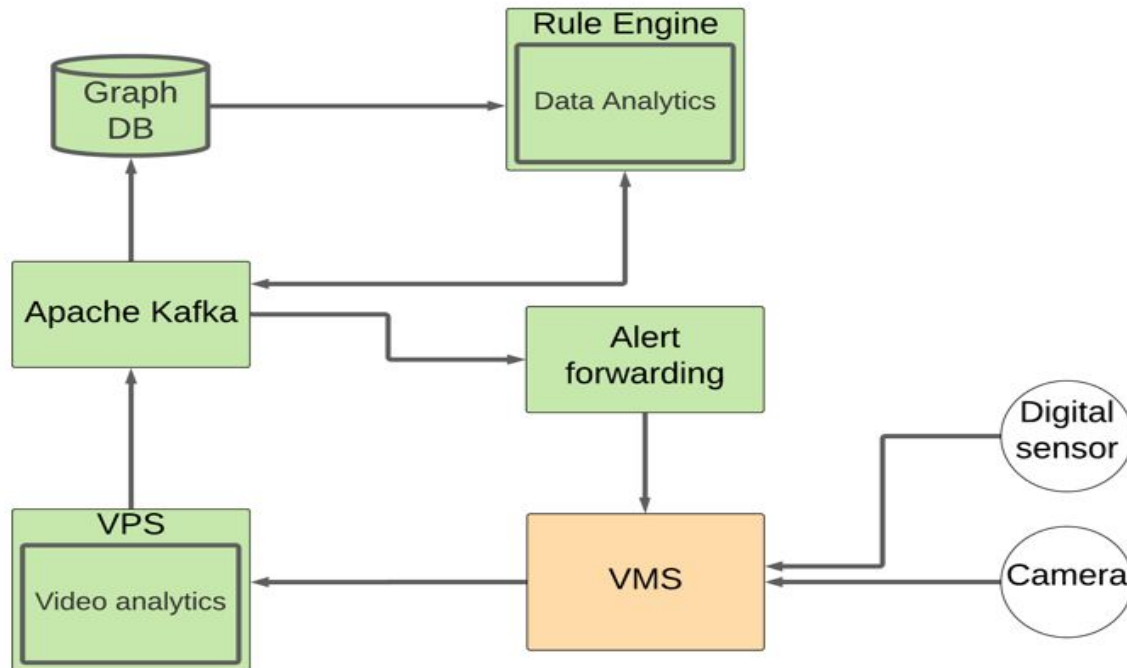 Rule Engine
Data Analytics
Graph
DB
Apache Kafka
Alert
forwarding
Digital
sensor
VPS
Video analytics
VMS
Camera